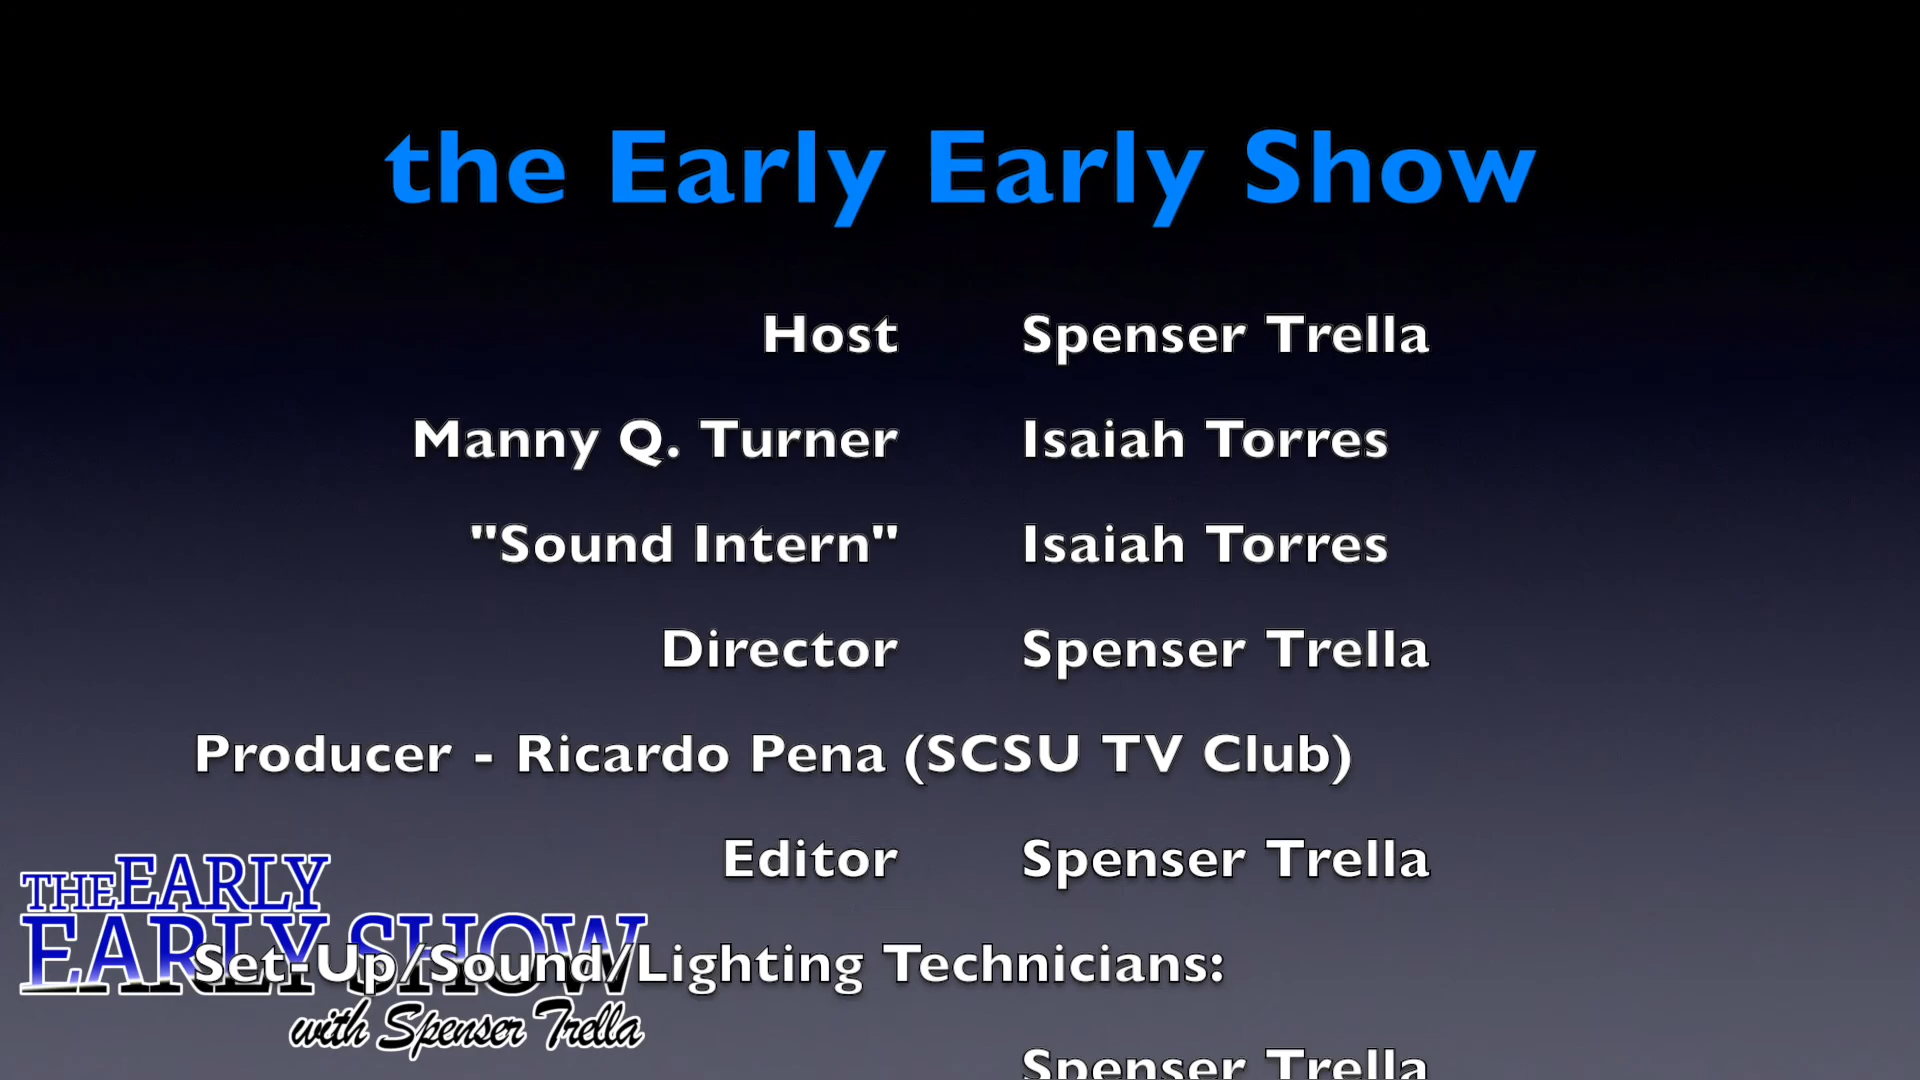 the Early Early Show
Host Spenser Trella
Manny Q. Turner Isaiah Torres
"Sound Intern" Isaiah Torres
Director Spenser Trella
Producer - Ricardo Pena (SCSU TV Club)
Editor Spenser Trella
Set-Up/Sound/Lighting Technicians:
Spenser Trella
THE EARLY
EARLY SHOW
with Spenser Trella